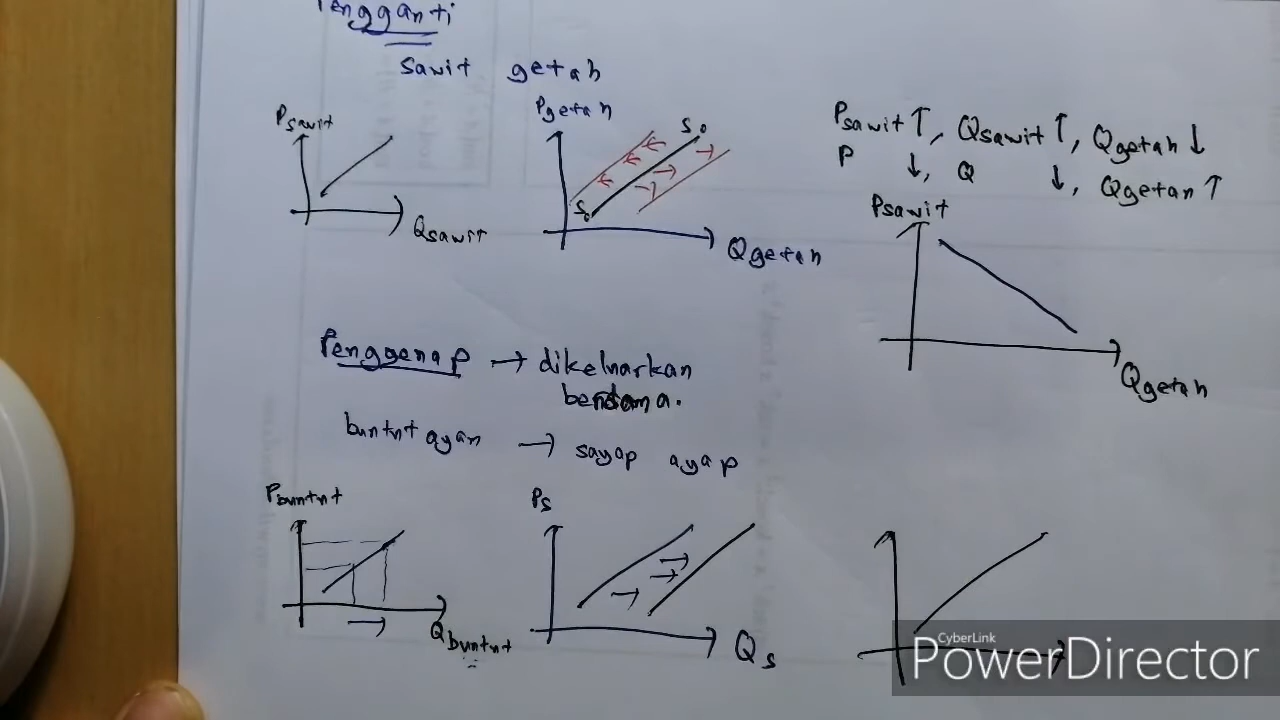 Pengganti
Sawit getah
Psawit
Qsawit
Pgetah
S₀
S₀
Qgetah
Psawit ↑, Qsawit ↑, Qgetah ↓
P ↓, Q ↓, Qgetah ↑
Psawit
Qgetah
Penggenap → dikeluarkan
bersama.
buntut ayam → sayap ayap
Pbuntut
Qbuntut
Ps
Qs
CyberLink
PowerDirector